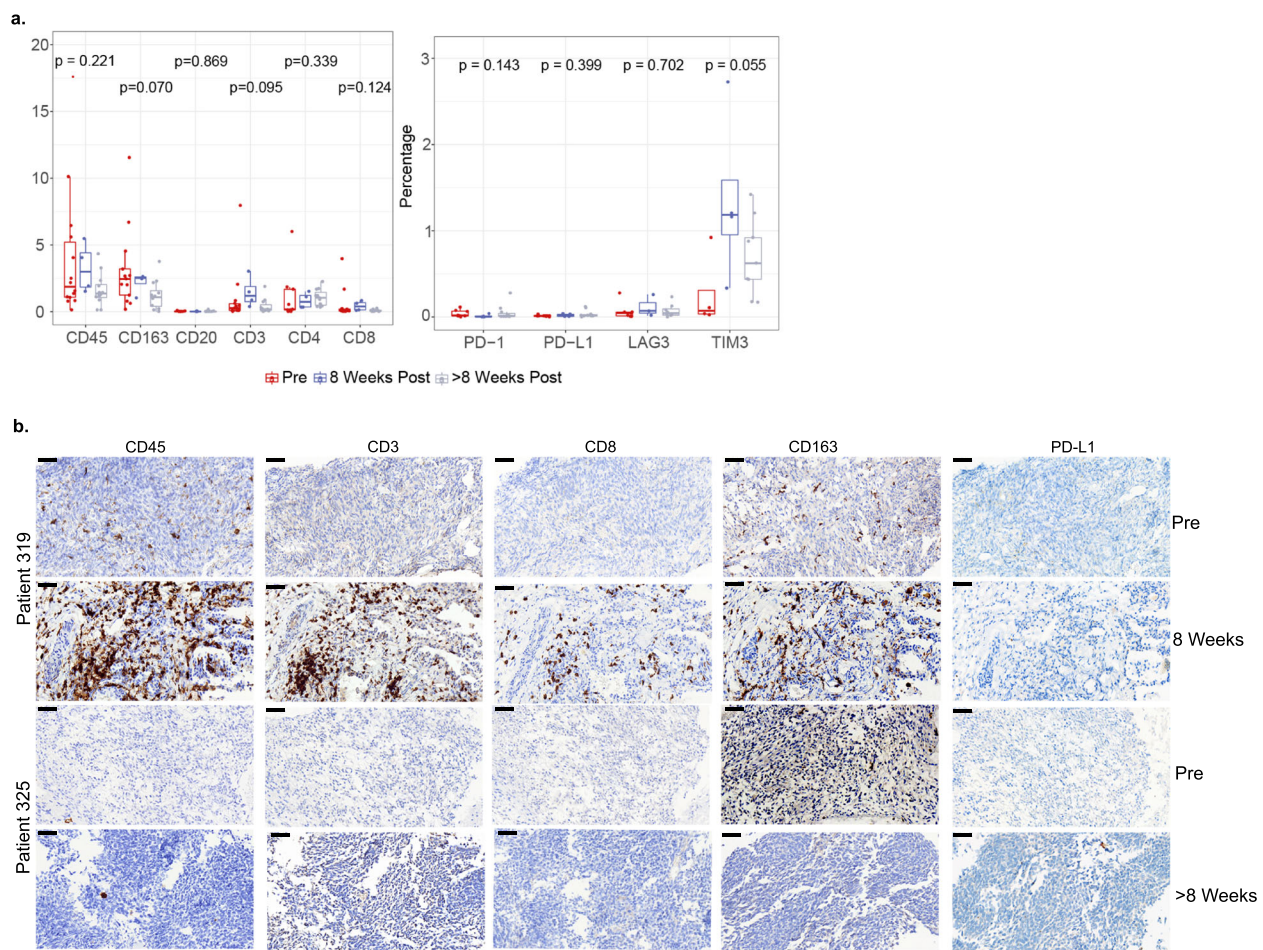 a.
20
15
10
5
0
p = 0.221
p=0.869
p=0.339
p=0.070
p=0.095
p=0.124
CD45
CD163
CD20
CD3
CD4
CD8
Percentage
3
2
1
0
p = 0.143
p = 0.399
p = 0.702
p = 0.055
PD−1
PD−L1
LAG3
TIM3
Pre
8 Weeks Post
>8 Weeks Post
b.
CD45
CD3
CD8
CD163
PD-L1
Patient 319
Pre
8 Weeks
Patient 325
Pre
>8 Weeks